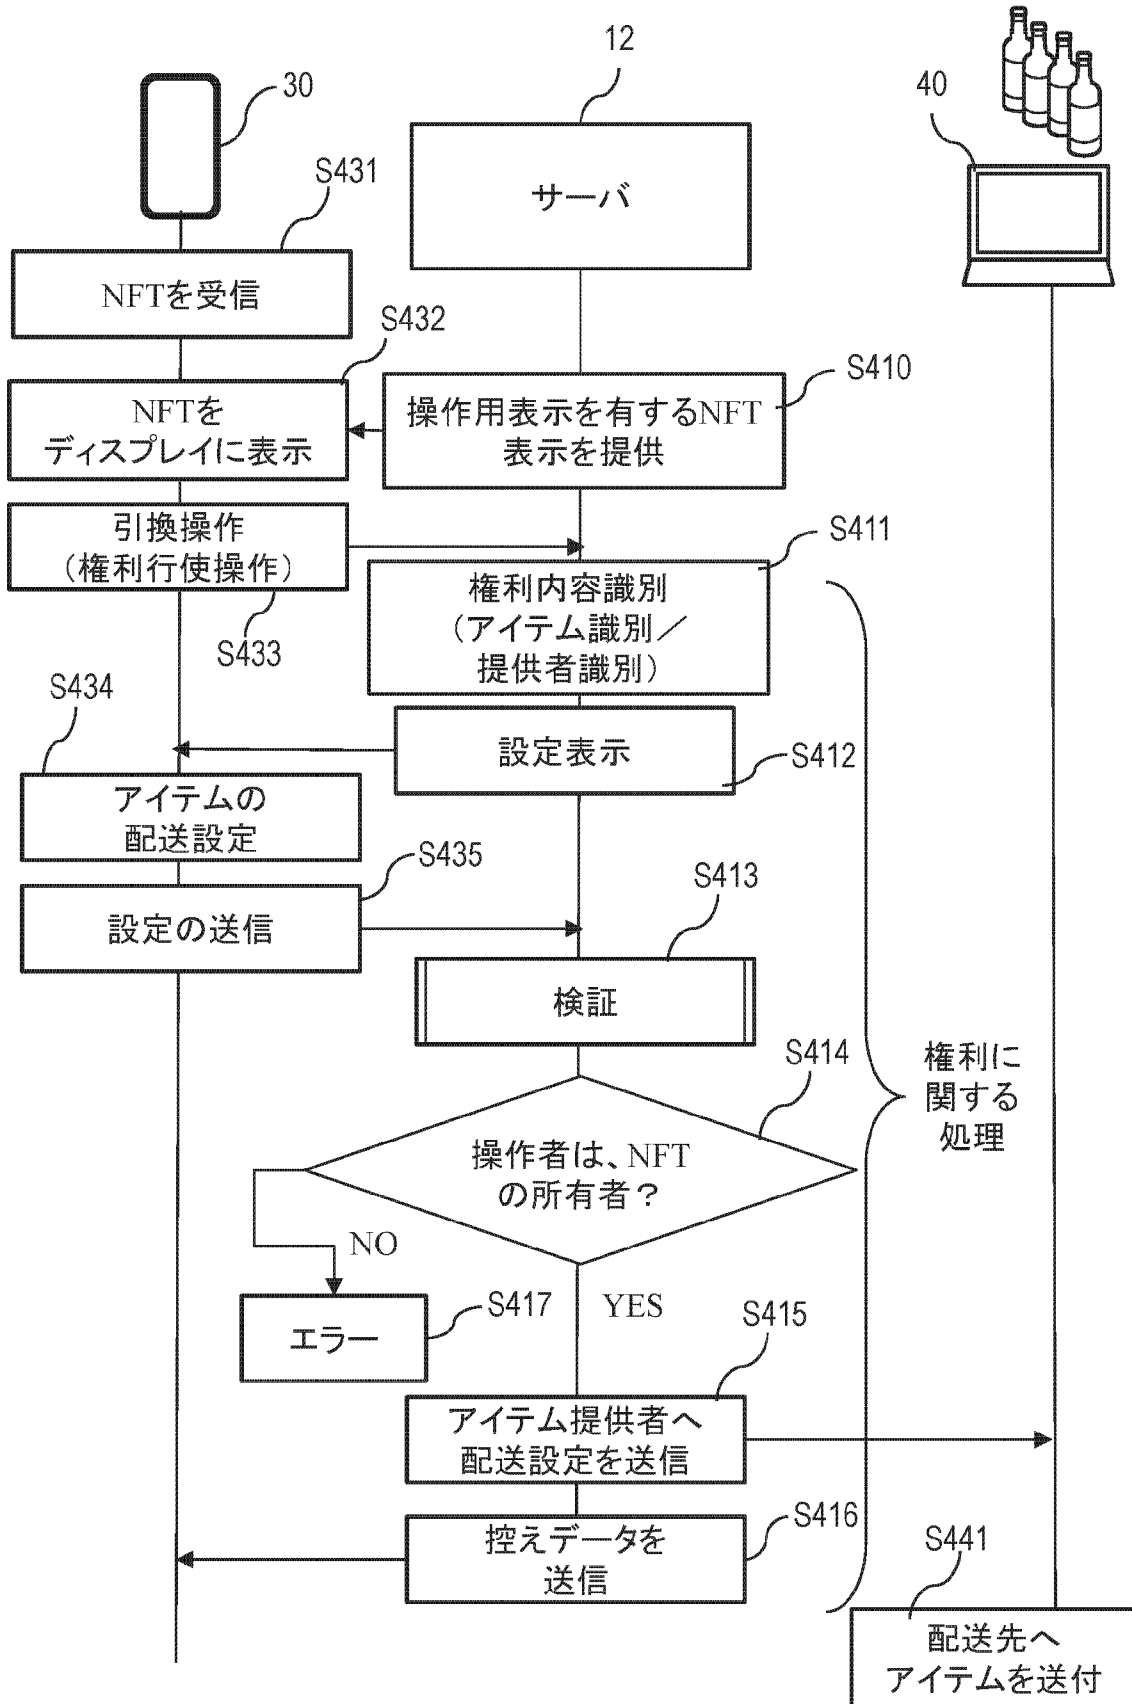 12
30
40
S431
サーバ
NFTを受信
S432
S410
NFTを
ディスプレイに表示
操作用表示を有するNFT
表示を提供
引換操作
（権利行使操作）
S411
S433
権利内容識別
（アイテム識別／
提供者識別）
S434
設定表示
S412
アイテムの
配送設定
S435
S413
設定の送信
検証
S414
権利に
関する
処理
操作者は、NFT
の所有者？
NO
YES
S417
エラー
S415
アイテム提供者へ
配送設定を送信
S416
控えデータを
送信
S441
配送先へ
アイテムを送付